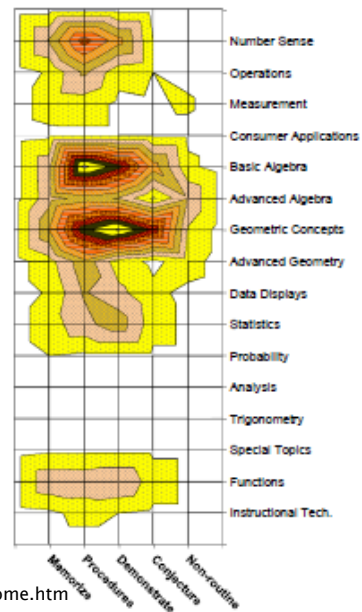 Number Sense
Operations
Measurement
Consumer Applications
Basic Algebra
Advanced Algebra
Geometric Concepts
Advanced Geometry
Data Displays
Statistics
Probability
Analysis
Trigonometry
Special Topics
Functions
Instructional Tech.
Memorize
Procedures
Demonstrate
Conjecture
Non-routine
ome.htm